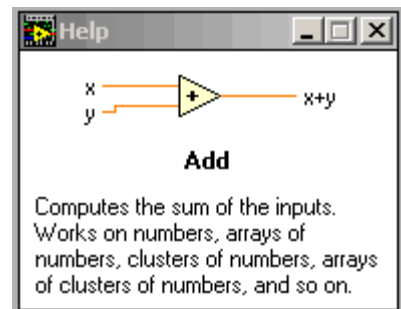 Help
x
y
+
x+y
Add
Computes the sum of the inputs.
Works on numbers, arrays of
numbers, clusters of numbers, arrays
of clusters of numbers, and so on.